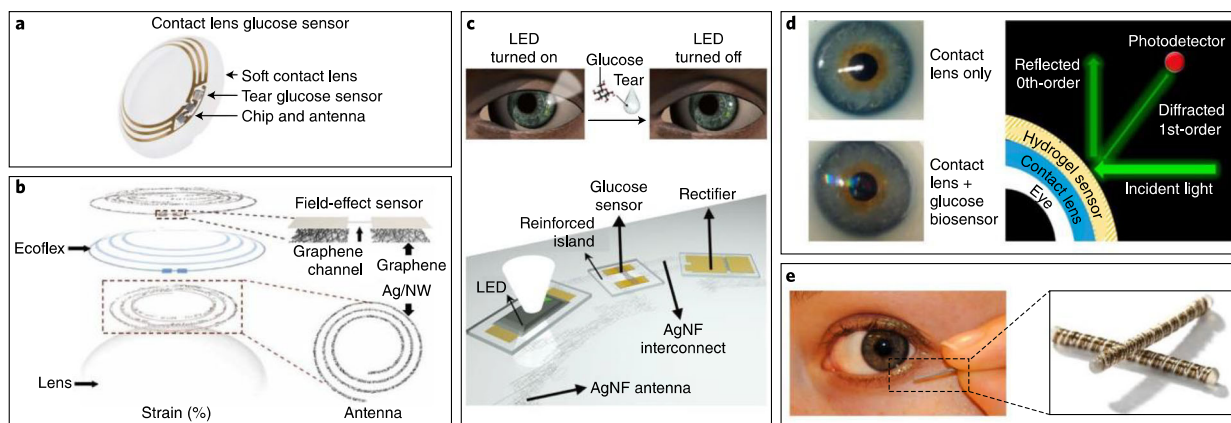 a
Contact lens glucose sensor
Soft contact lens
Tear glucose sensor
Chip and antenna
b
Field-effect sensor
Ecoflex
Graphene
channel
Graphene
Ag/NW
Lens
Strain (%)
Antenna
c
LED
turned on
Glucose
Tear
LED
turned off
Glucose
sensor
Rectifier
Reinforced
island
LED
AgNF
interconnect
AgNF antenna
d
Contact
lens only
Contact
lens +
glucose
biosensor
Photodetector
Reflected
0th-order
Diffracted
1st-order
Hydrogel sensor
Contact lens
Eye
Incident light
e